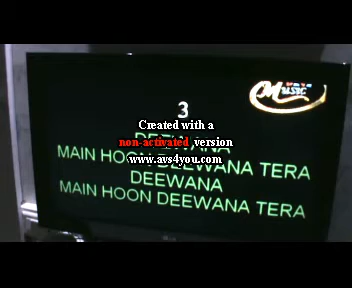 Music
3
Created with a
DEEWANA
non-activated version
MAIN HOON DEEWANA TERA
www.avs4you.com
DEEWANA
MAIN HOON DEEWANA TERA